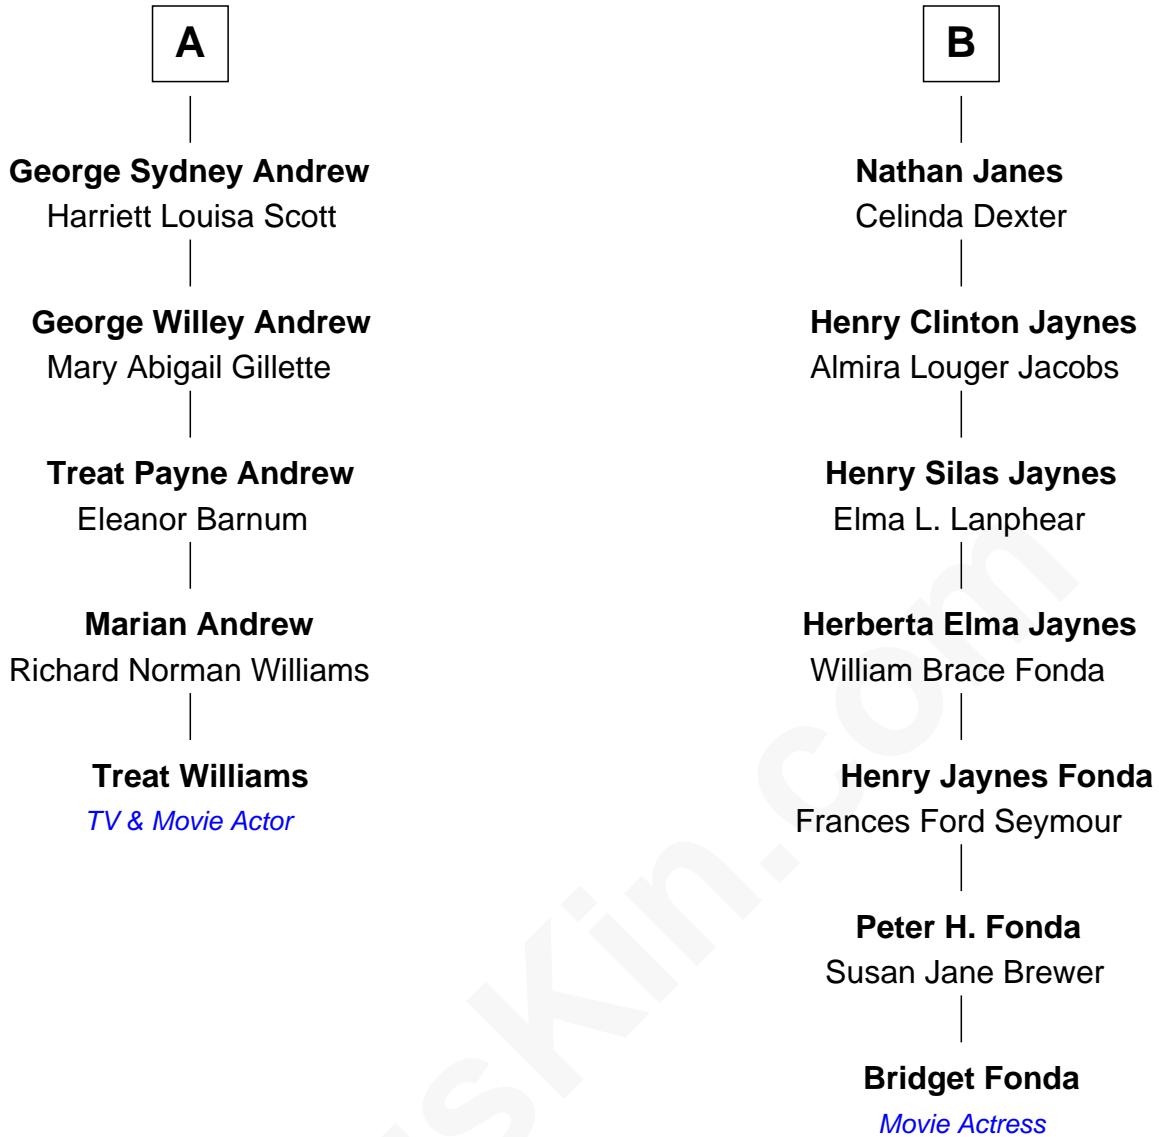 A
George Sydney Andrew
Harriett Louisa Scott
George Willey Andrew
Mary Abigail Gillette
Treat Payne Andrew
Eleanor Barnum
Marian Andrew
Richard Norman Williams
Treat Williams
TV & Movie Actor
B
Nathan Janes
Celinda Dexter
Henry Clinton Jaynes
Almira Louger Jacobs
Henry Silas Jaynes
Elma L. Lanphear
Herberta Elma Jaynes
William Brace Fonda
Henry Jaynes Fonda
Frances Ford Seymour
Peter H. Fonda
Susan Jane Brewer
Bridget Fonda
Movie Actress